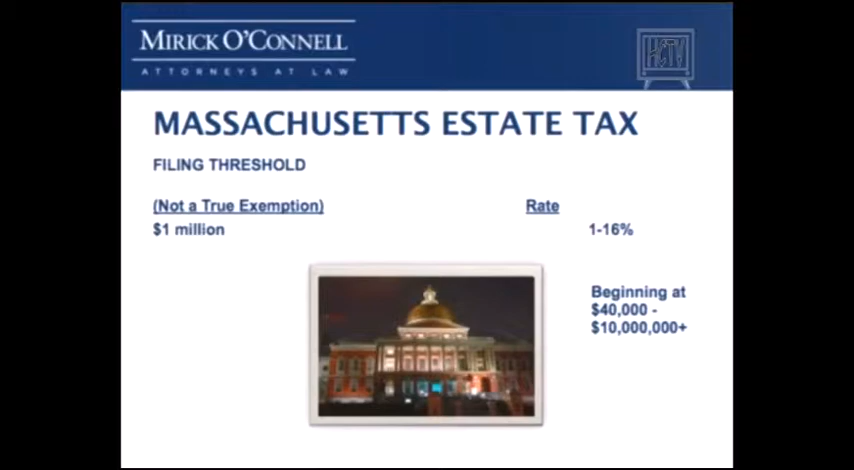 MIRICK O'CONNELL
ATTORNEYS AT LAW
HCTV
MASSACHUSETTS ESTATE TAX
FILING THRESHOLD
(Not a True Exemption) Rate
$1 million 1-16%
Beginning at
$40,000 -
$10,000,000+